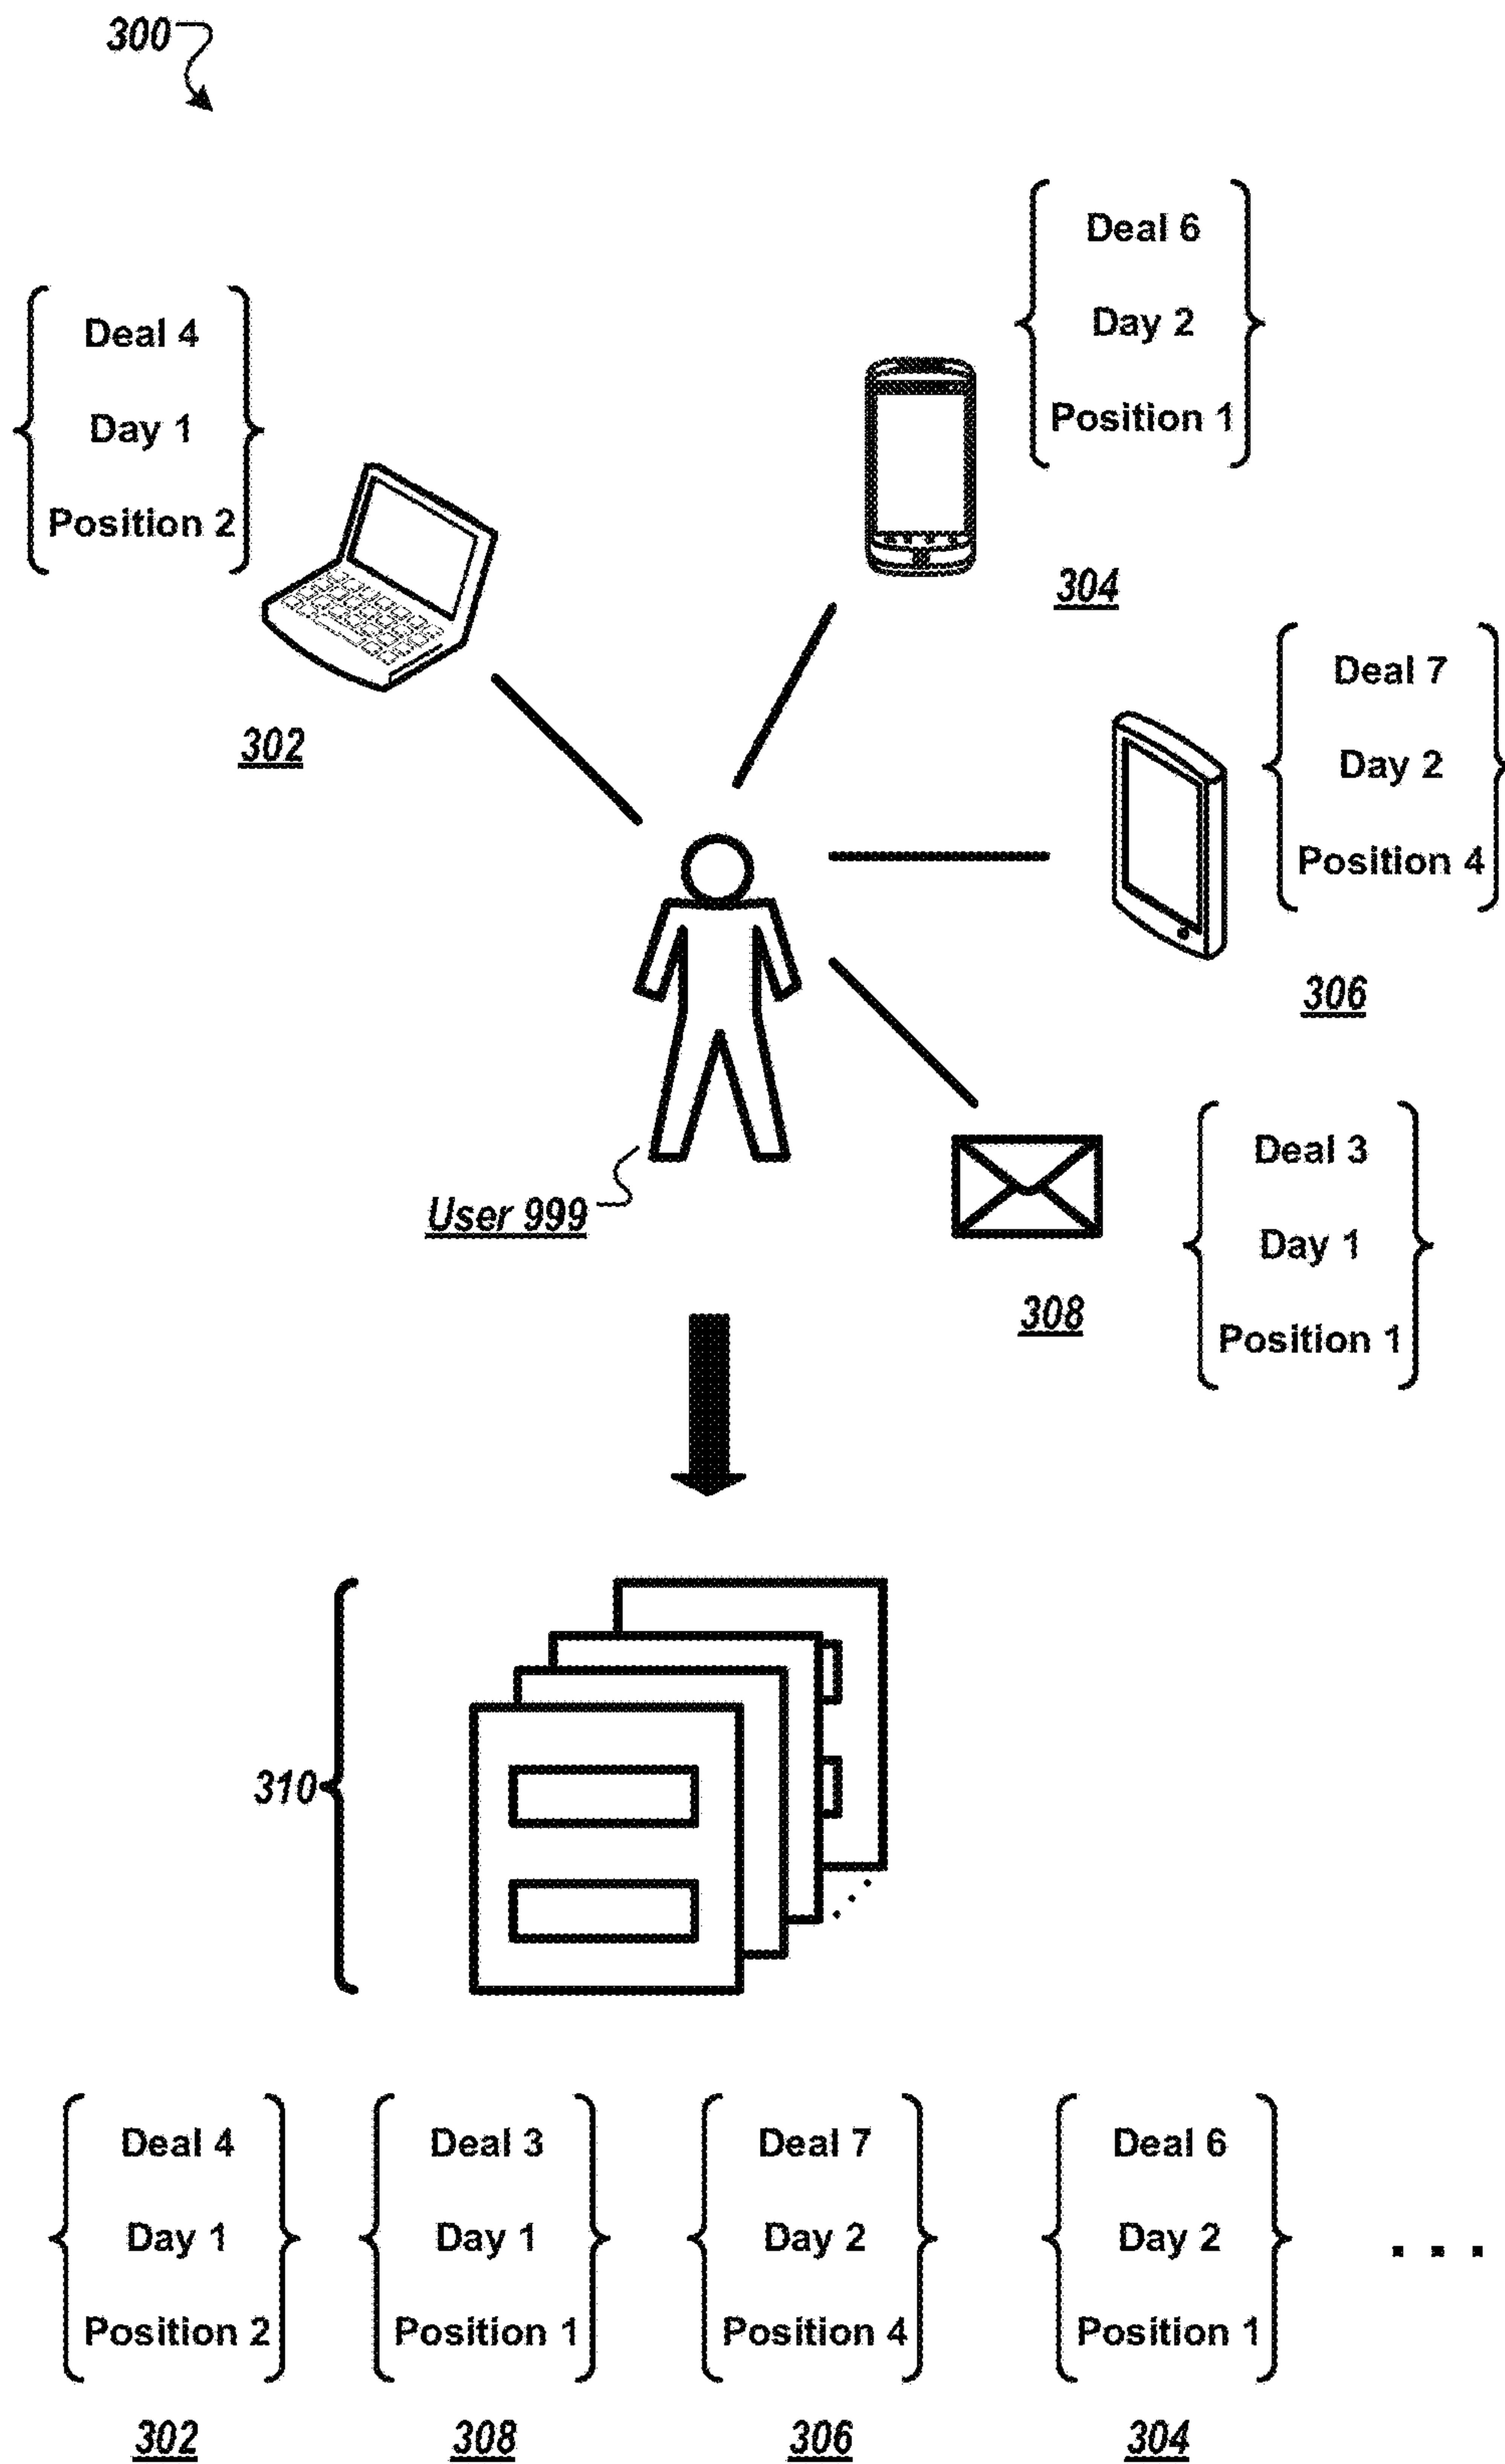 300
Deal 6
Day 2
Position 1
304
Deal 4
Day 1
Position 2
302
Deal 7
Day 2
Position 4
306
Deal 3
Day 1
Position 1
308
User 999
310
Deal 4
Day 1
Position 2
302
Deal 3
Day 1
Position 1
308
Deal 7
Day 2
Position 4
306
Deal 6
Day 2
Position 1
304
. . .